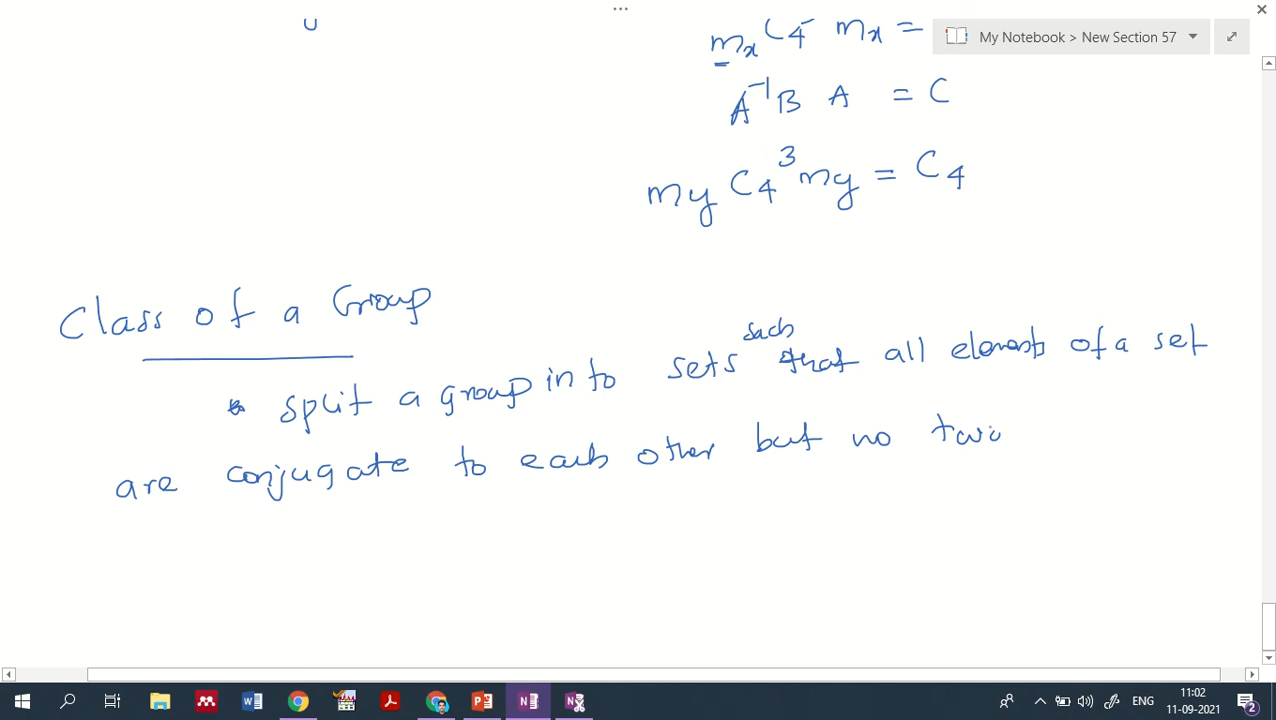 mx C4 mx =
My Notebook > New Section 57
A⁻¹ B A = C
my C4³ my = C4
Class of a Group
split a group in to sets such that all elements of a set
are conjugate to each other but no two
ENG
11:02
11-09-2021
2